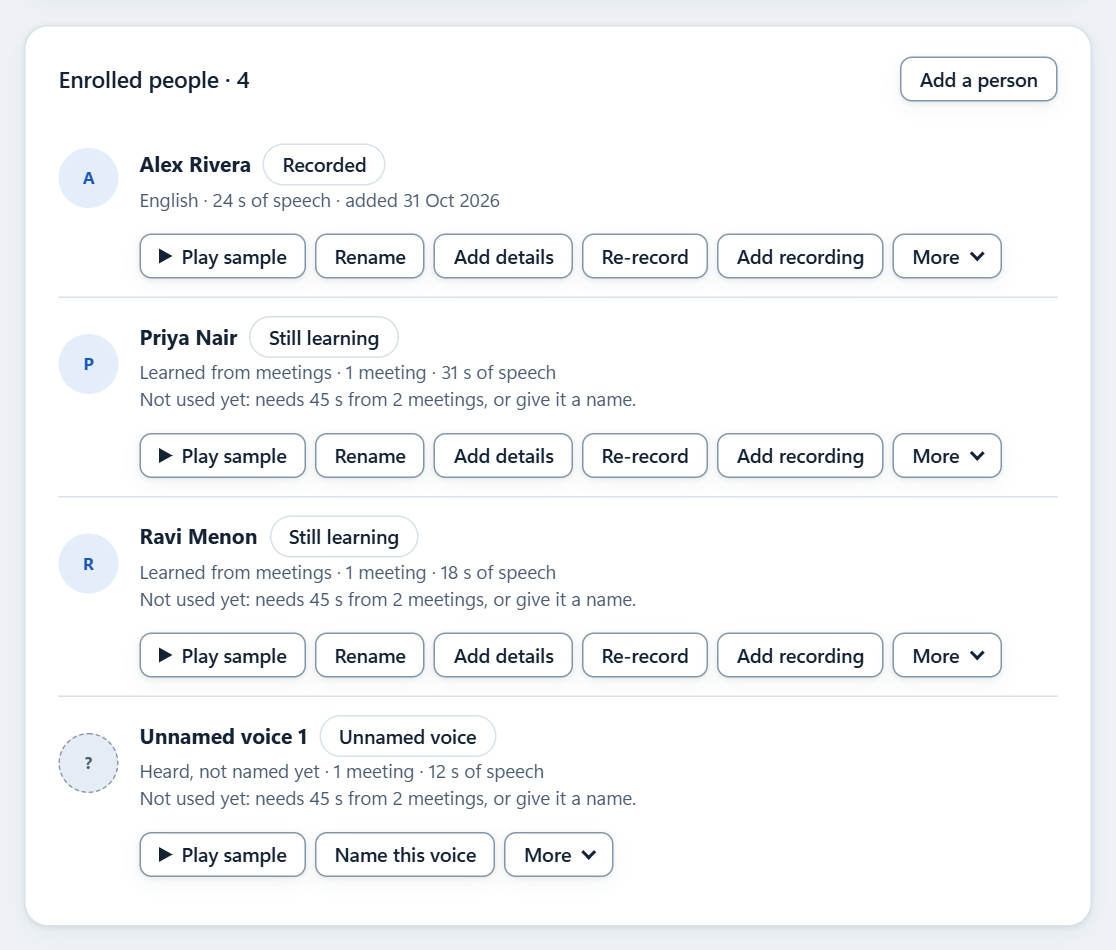 Enrolled people · 4
Add a person
A
Alex Rivera
Recorded
English · 24 s of speech · added 31 Oct 2026
Play sample
Rename
Add details
Re-record
Add recording
More
P
Priya Nair
Still learning
Learned from meetings · 1 meeting · 31 s of speech
Not used yet: needs 45 s from 2 meetings, or give it a name.
Play sample
Rename
Add details
Re-record
Add recording
More
R
Ravi Menon
Still learning
Learned from meetings · 1 meeting · 18 s of speech
Not used yet: needs 45 s from 2 meetings, or give it a name.
Play sample
Rename
Add details
Re-record
Add recording
More
?
Unnamed voice 1
Unnamed voice
Heard, not named yet · 1 meeting · 12 s of speech
Not used yet: needs 45 s from 2 meetings, or give it a name.
Play sample
Name this voice
More